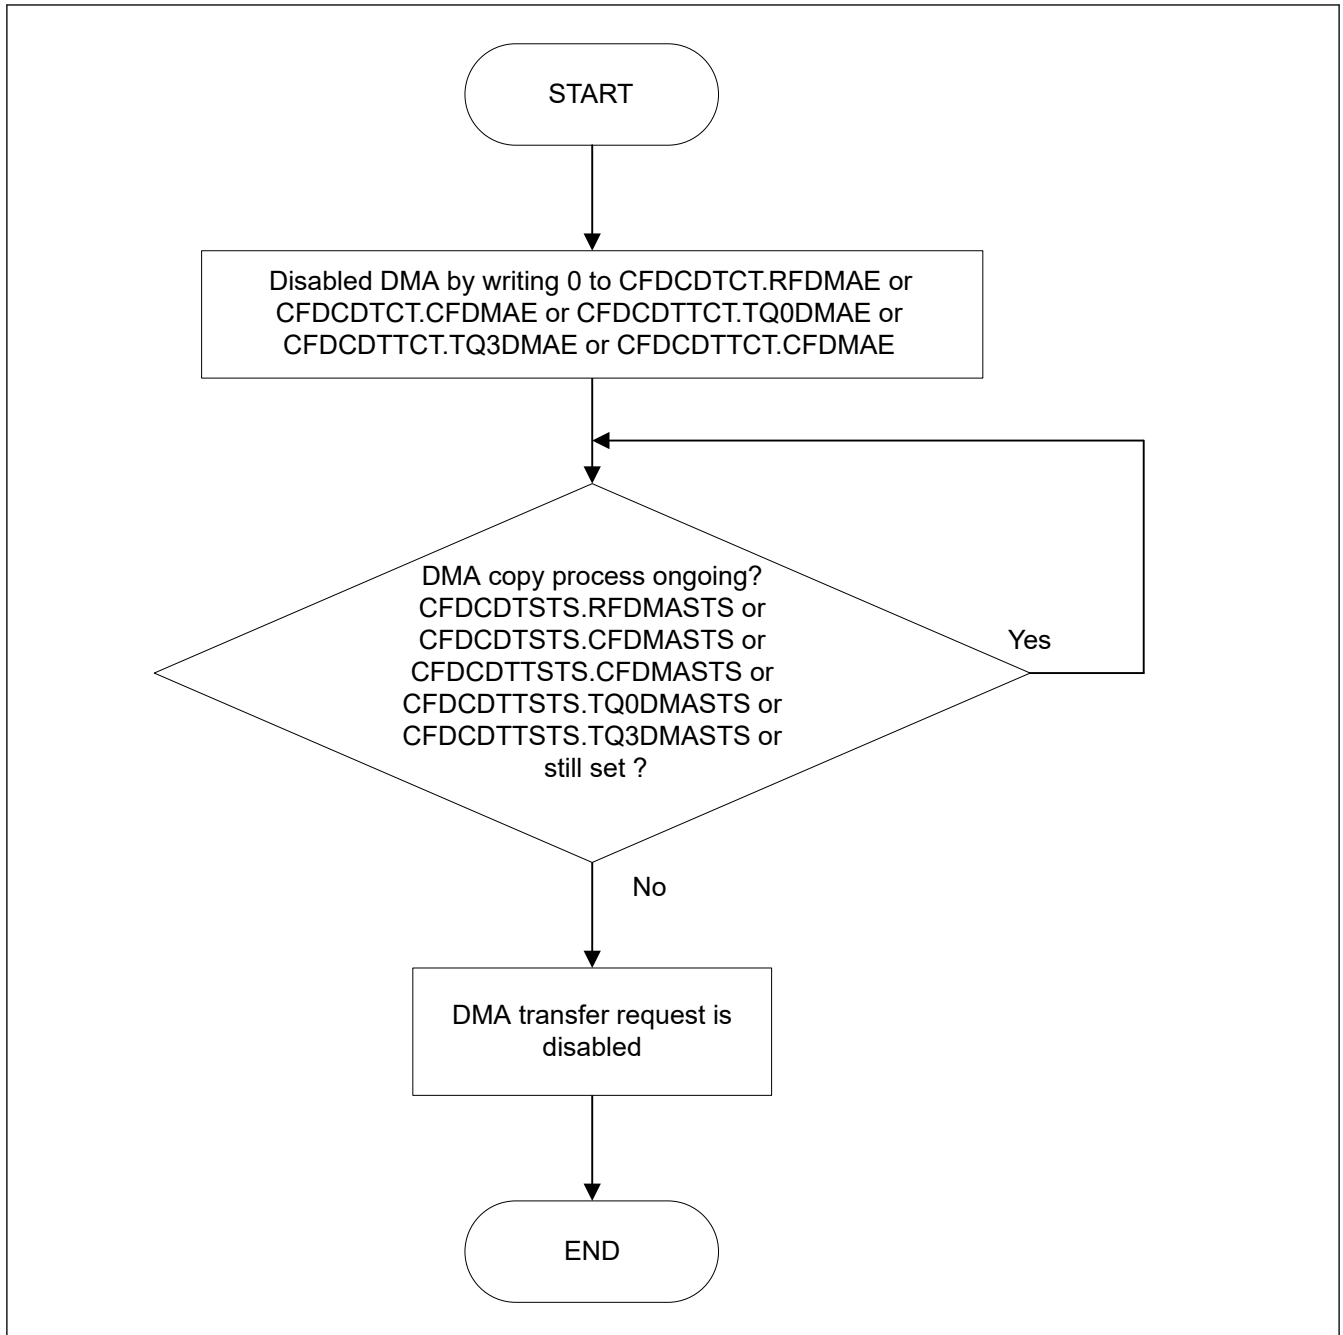 START
Disabled DMA by writing 0 to CFDCDTCT.RFDMAE or
CFDCDTCT.CFDMAE or CFDCDTTCT.TQ0DMAE or
CFDCDTTCT.TQ3DMAE or CFDCDTTCT.CFDMAE
DMA copy process ongoing?
CFDCDTSTS.RFDMASTS or
CFDCDTSTS.CFDMASTS or
CFDCDTTSTS.CFDMASTS or
CFDCDTTSTS.TQ0DMASTS or
CFDCDTTSTS.TQ3DMASTS or
still set ?
Yes
No
DMA transfer request is
disabled
END